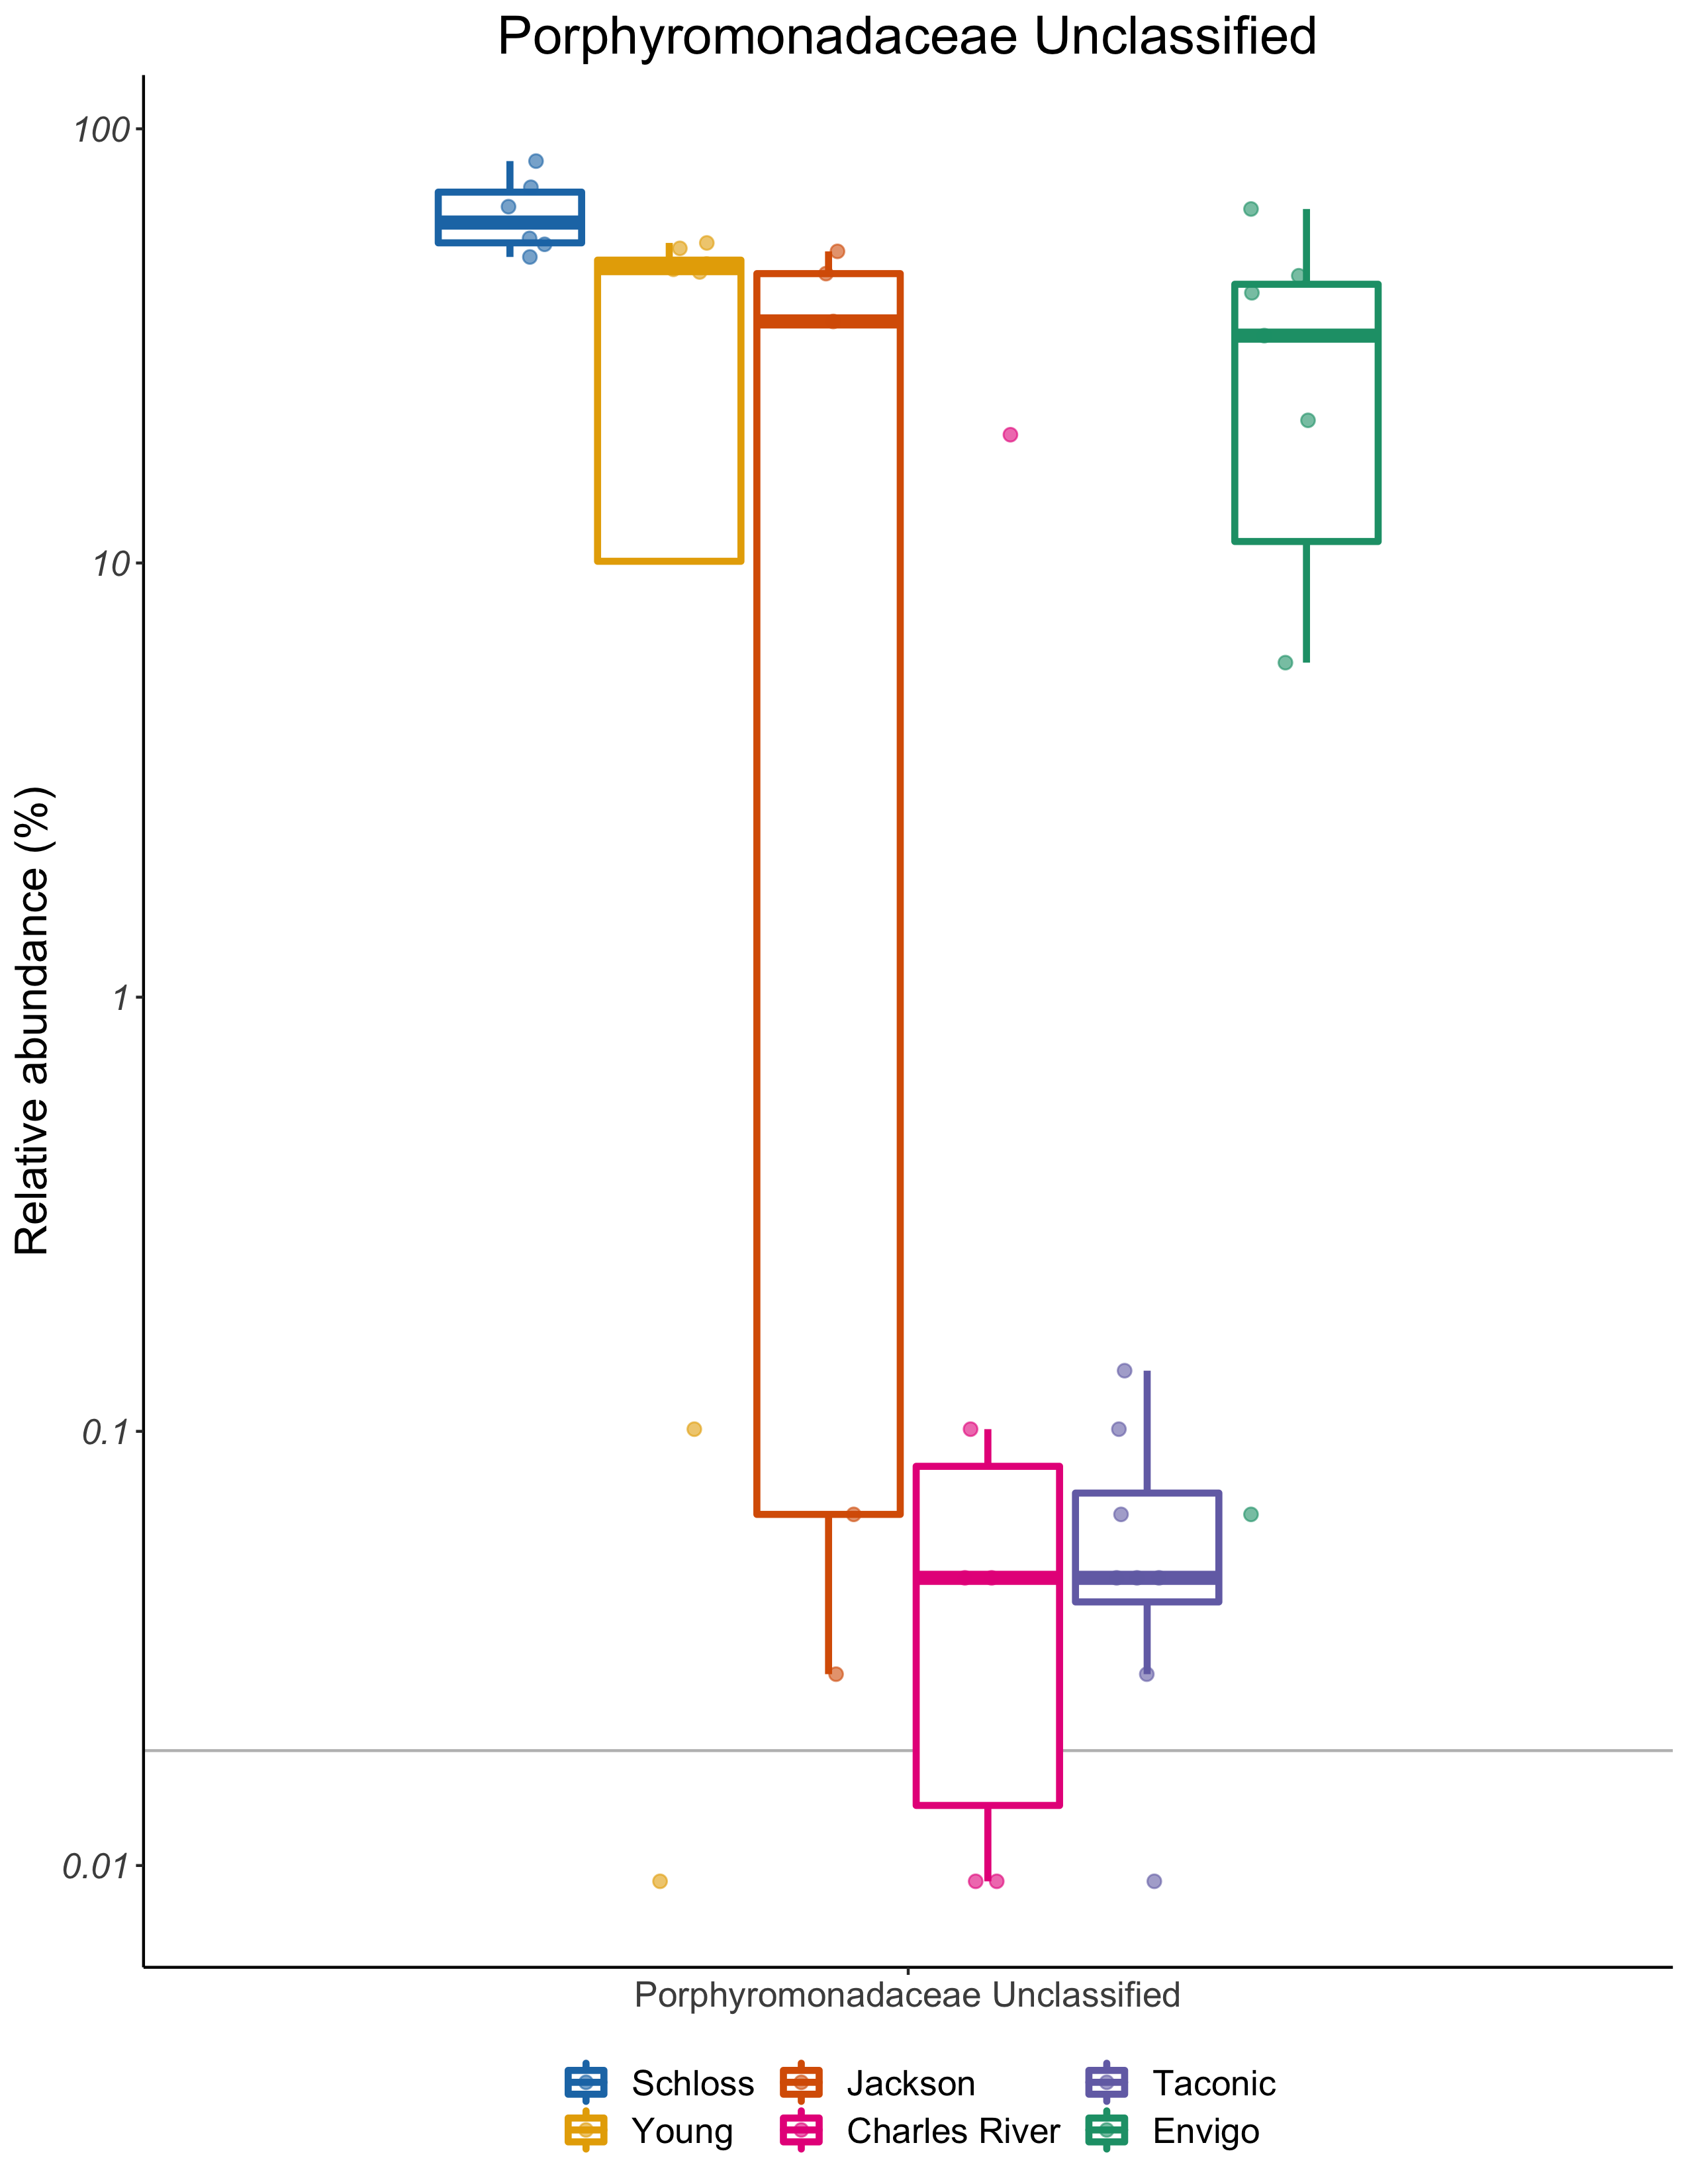 Porphyromonadaceae Unclassified
100
10
1
0.1
0.01
Relative abundance (%)
Porphyromonadaceae Unclassified
Schloss Jackson Taconic
Young Charles River Envigo